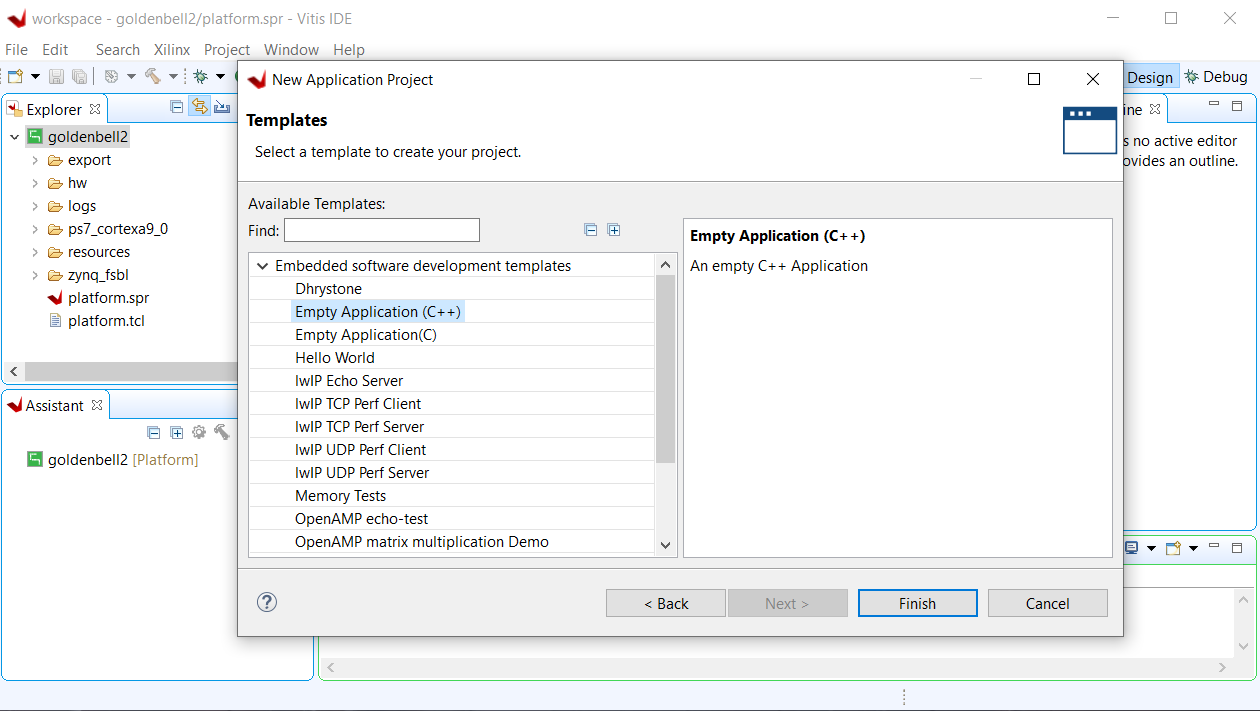 workspace - goldenbell2/platform.spr - Vitis IDE
File Edit Search Xilinx Project Window Help
Design Debug
Explorer
goldenbell2
export
hw
logs
ps7_cortexa9_0
resources
zynq_fsbl
platform.spr
platform.tcl
Assistant
goldenbell2 [Platform]
New Application Project
Templates
Select a template to create your project.
Available Templates:
Find:
Embedded software development templates
Dhrystone
Empty Application (C++)
Empty Application(C)
Hello World
lwIP Echo Server
lwIP TCP Perf Client
lwIP TCP Perf Server
lwIP UDP Perf Client
lwIP UDP Perf Server
Memory Tests
OpenAMP echo-test
OpenAMP matrix multiplication Demo
Empty Application (C++)
An empty C++ Application
?
< Back Next > Finish Cancel
ine
s no active editor
ovides an outline.